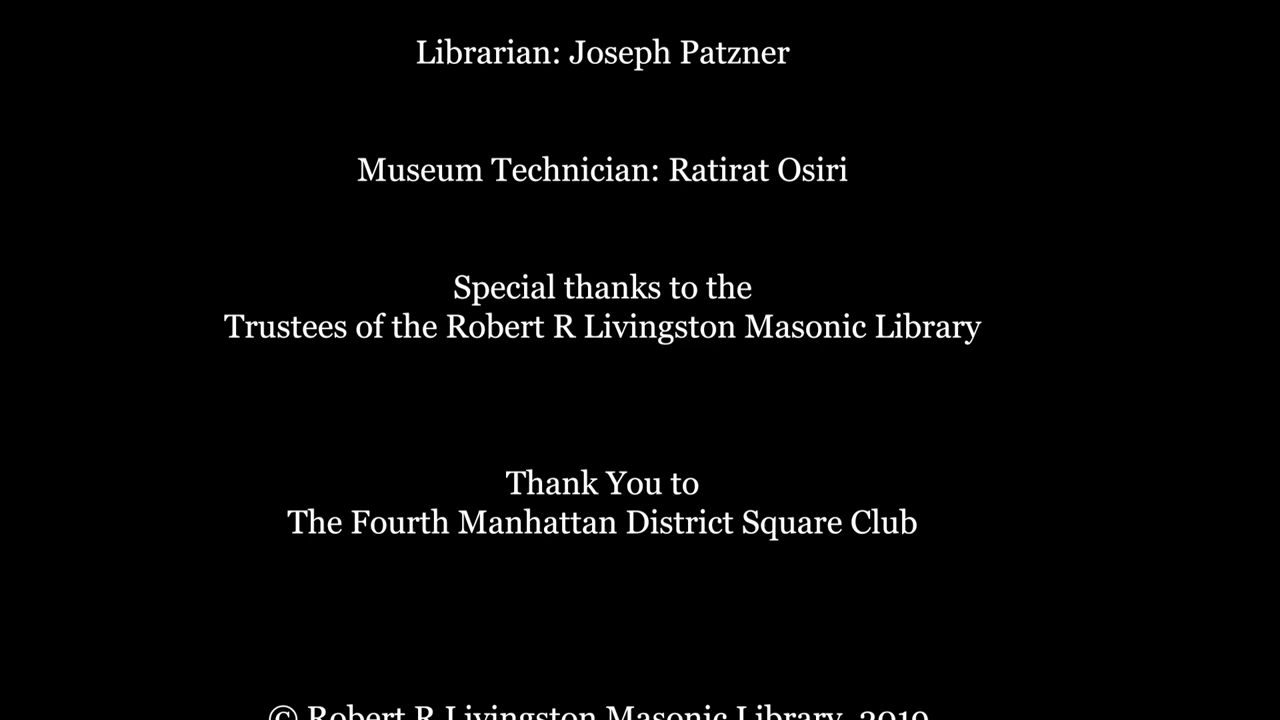 Librarian: Joseph Patzner
Museum Technician: Ratirat Osiri
Special thanks to the
Trustees of the Robert R Livingston Masonic Library
Thank You to
The Fourth Manhattan District Square Club
© Robert R Livingston Masonic Library, 2019